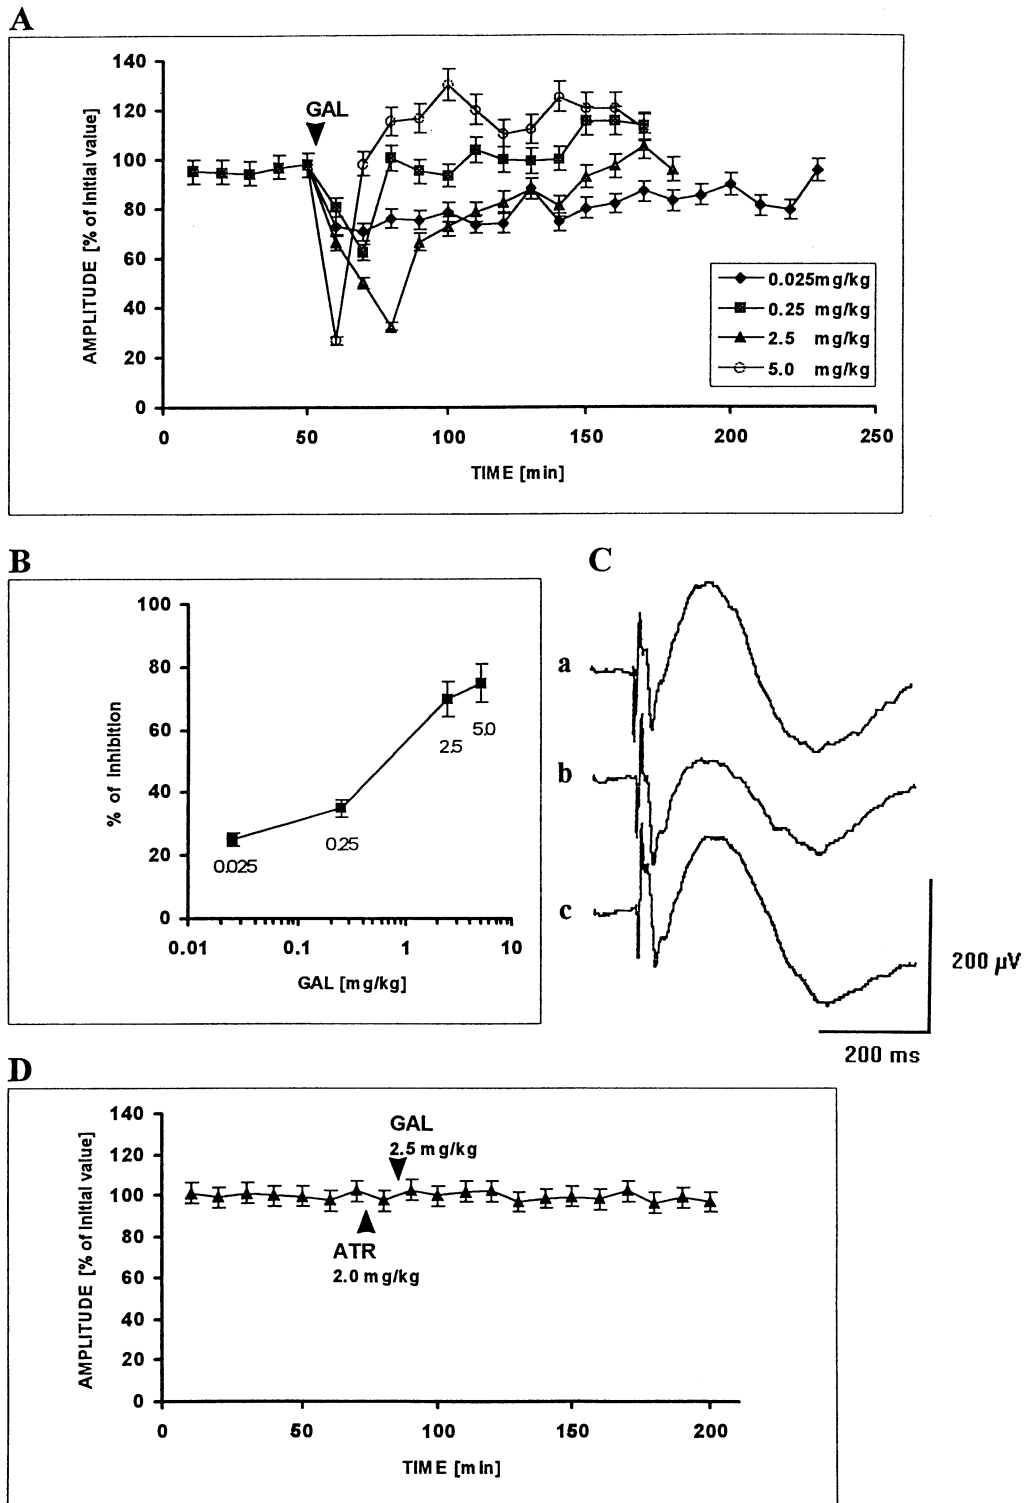 A
AMPLITUDE [% of initial value]
140
120
100
80
60
40
20
0
GAL
0.025mg/kg
0.25 mg/kg
2.5 mg/kg
5.0 mg/kg
0 50 100 150 200 250
TIME [min]
B
% of inhibition
100
80
60
40
20
0
0.025
0.25
2.5
5.0
0.01 0.1 1 10
GAL [mg/kg]
C
a
b
c
200 µV
200 ms
D
AMPLITUDE [% of initial value]
140
120
100
80
60
40
20
0
GAL
2.5 mg/kg
ATR
2.0 mg/kg
0 50 100 150 200
TIME [min]